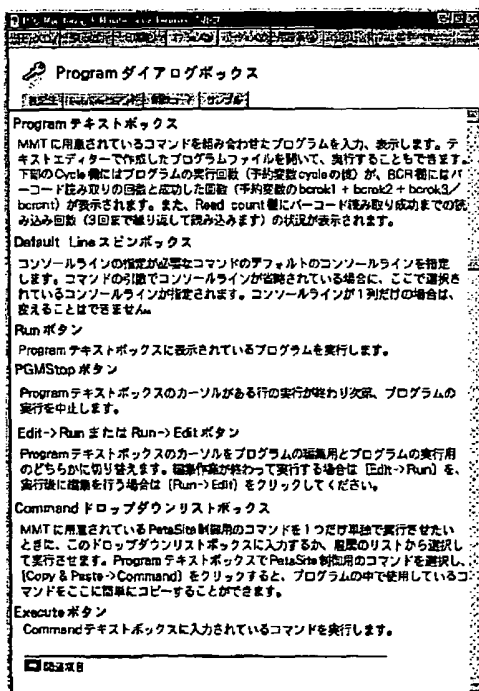 Program ダイアログボックス
Program テキストボックス
MMT に用意されているコマンドを組み合わせたプログラムを入力、表示します。テ
キストエディターで作成したプログラムファイルを開いて、実行することもできます。
下部のCycle 欄にはプログラムの実行回数（予約変数cycleの値）が、BCR欄にはバ
ーコード読み取りの回数と成功した回数（予約変数のbcrok1 + bcrok2 + bcrok3／
bcrcnt）が表示されます。また、Read count欄にバーコード読み取り成功までの読
み込み回数（3回まで繰り返して読み込みます）の状況が表示されます。
Default Line スピンボックス
コンソールラインの指定が必要なコマンドのデフォルトのコンソールラインを指定
します。コマンドの引数でコンソールラインが省略されている場合に、ここで選択さ
れているコンソールラインが指定されます。コンソールラインが1列だけの場合は、
変えることはできません。
Run ボタン
Program テキストボックスに表示されているプログラムを実行します。
PGMStop ボタン
Program テキストボックスのカーソルがある行の実行が終わり次第、プログラムの
実行を中止します。
Edit->Run または Run->Edit ボタン
Program テキストボックスのカーソルをプログラムの編集用とプログラムの実行用
のどちらかに切り替えます。編集作業が終わって実行する場合は [Edit->Run] を、
実行後に編集を行う場合は [Run->Edit] をクリックしてください。
Command ドロップダウンリストボックス
MMT に用意されている PetaSite 制御用のコマンドを 1 つだけ単独で実行させたい
ときに、このドロップダウンリストボックスに入力するか、履歴のリストから選択し
て実行させます。Program テキストボックスで PetaSite 制御用のコマンドを選択し、
[Copy & Paste->Command] をクリックすると、プログラムの中で使用しているコ
マンドをここに簡単にコピーすることができます。
Execute ボタン
Command テキストボックスに入力されているコマンドを実行します。
関連項目